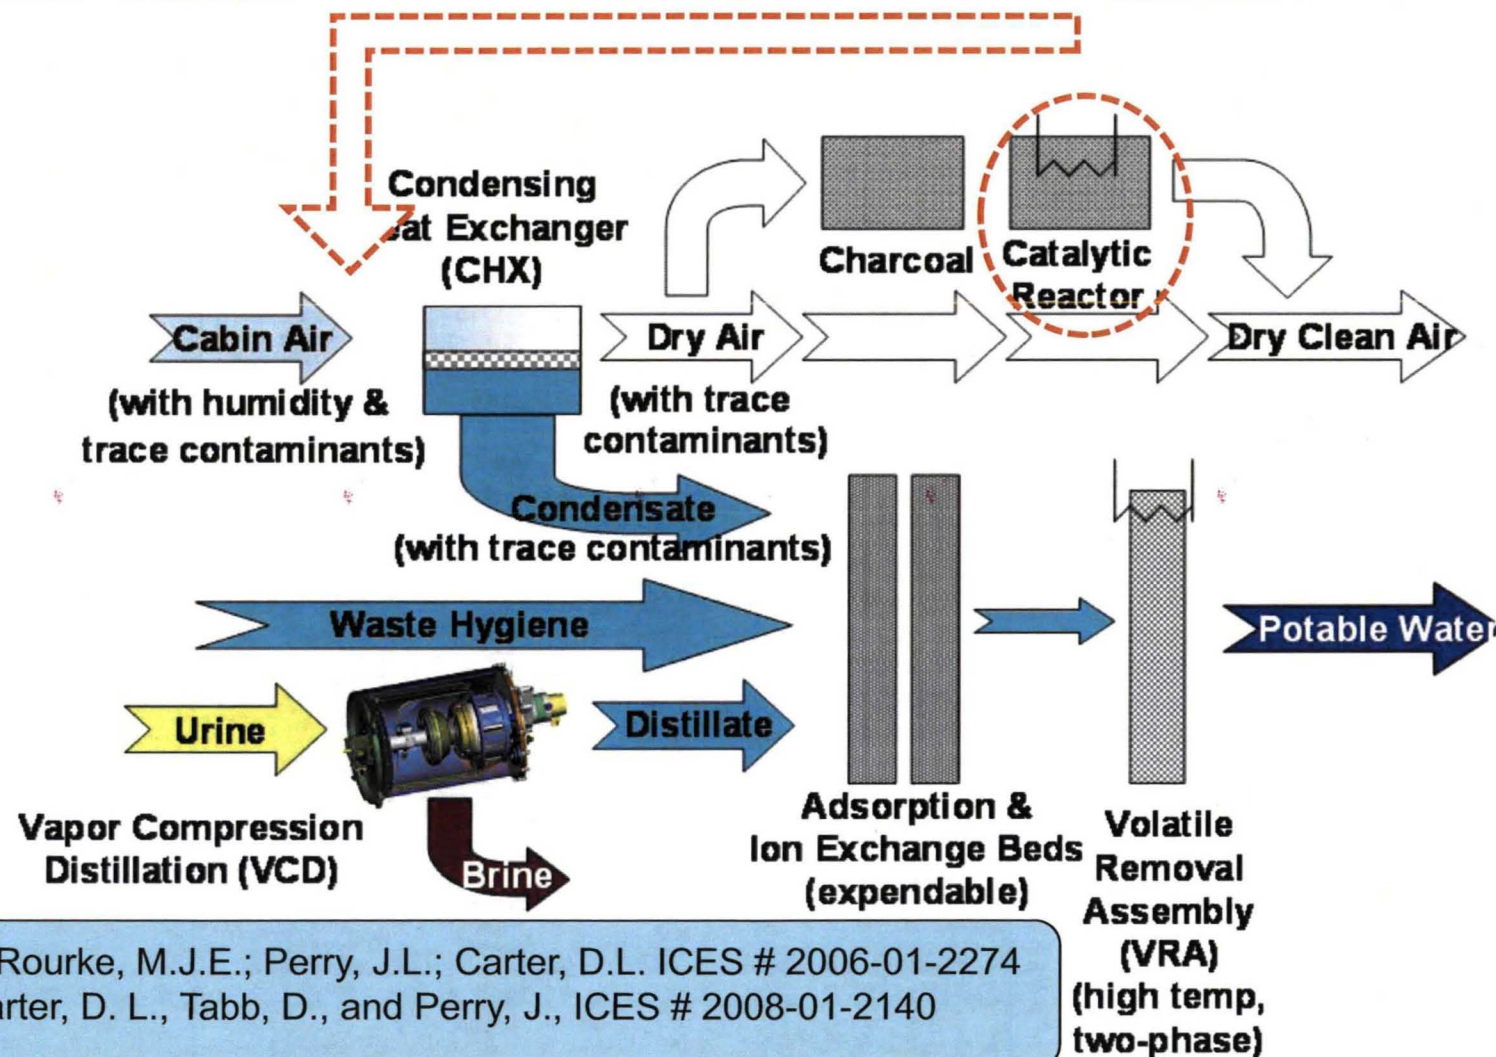 Condensing
eat Exchanger
(CHX)
Charcoal
Catalytic
Reactor
Cabin Air
(with humidity &
trace contaminants)
Dry Air
(with trace
contaminants)
Dry Clean Air
Condensate
(with trace contaminants)
Waste Hygiene
Potable Water
Urine
Distillate
Vapor Compression
Distillation (VCD)
Brine
Adsorption &
Ion Exchange Beds
(expendable)
Volatile
Removal
Assembly
(VRA)
(high temp,
two-phase)
Rourke, M.J.E.; Perry, J.L.; Carter, D.L. ICES # 2006-01-2274
arter, D. L., Tabb, D., and Perry, J., ICES # 2008-01-2140